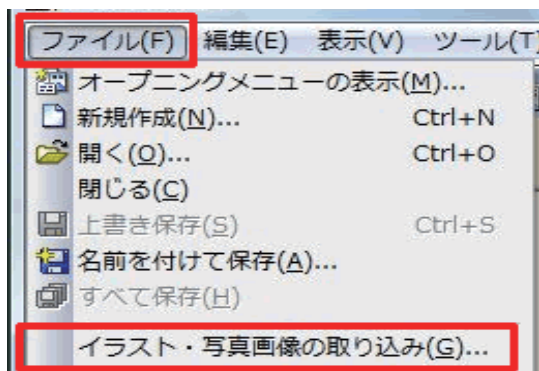 ファイル(F) 編集(E) 表示(V) ツール(T)
オープニングメニューの表示(M)...
新規作成(N)... Ctrl+N
開く(O)... Ctrl+O
閉じる(C)
上書き保存(S) Ctrl+S
名前を付けて保存(A)...
すべて保存(H)
イラスト・写真画像の取り込み(G)...